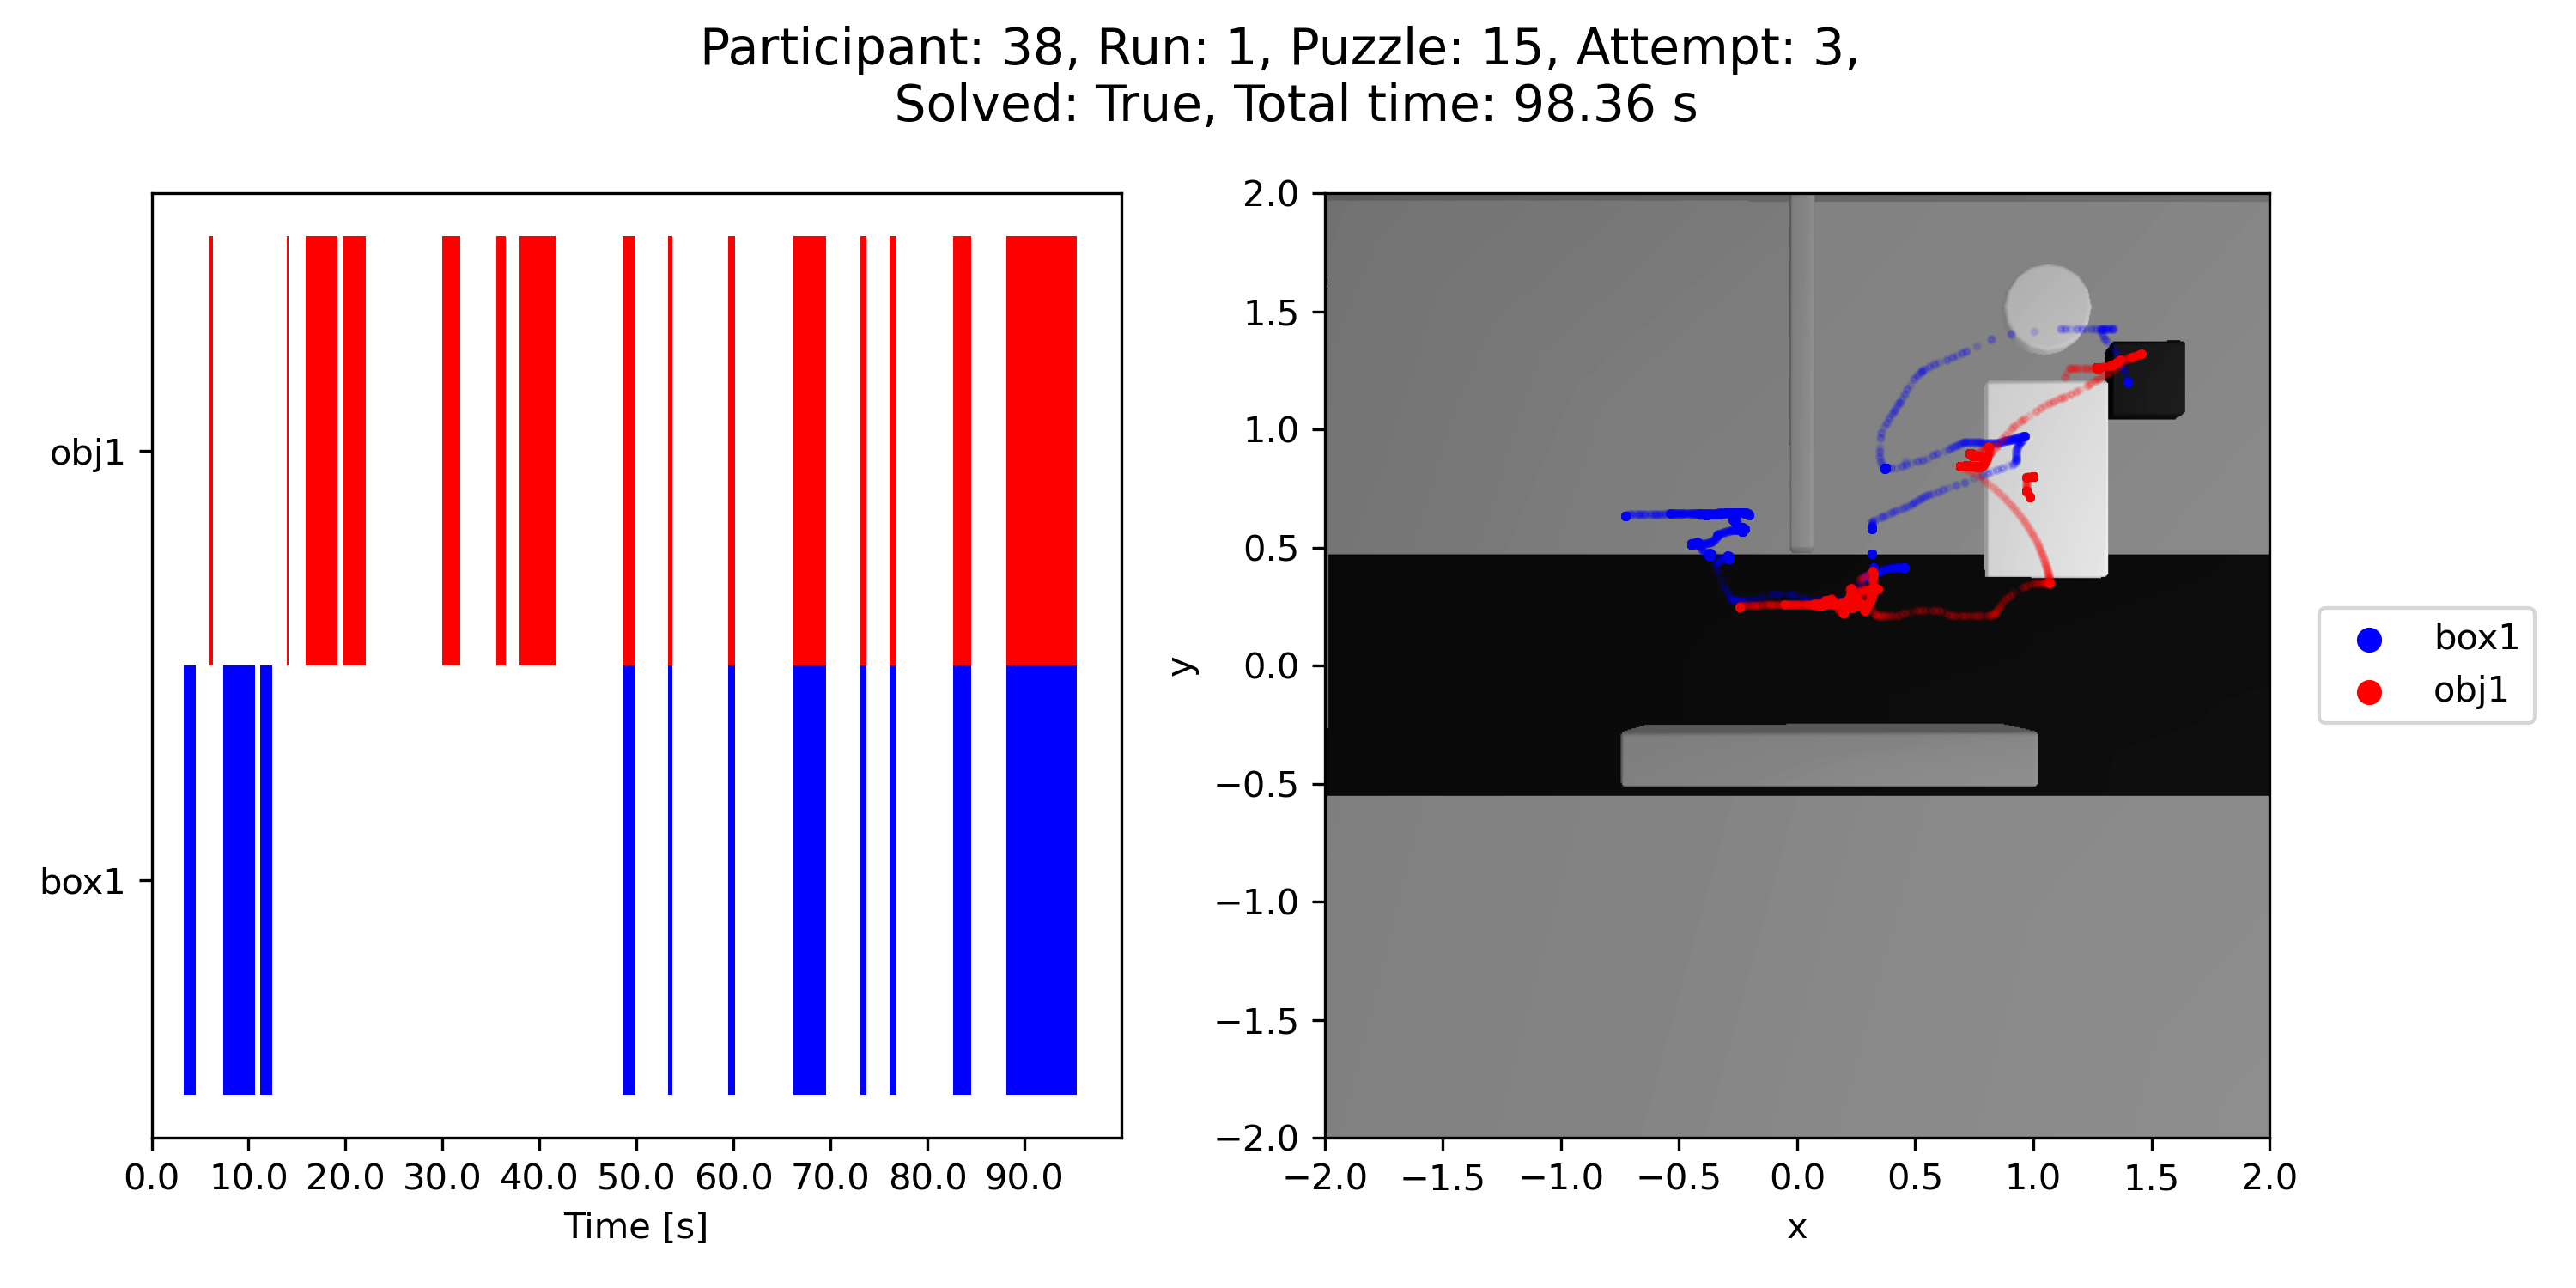 Participant: 38, Run: 1, Puzzle: 15, Attempt: 3,
Solved: True, Total time: 98.36 s
obj1
box1
0.0 10.0 20.0 30.0 40.0 50.0 60.0 70.0 80.0 90.0
Time [s]
2.0
1.5
1.0
0.5
0.0
−0.5
−1.0
−1.5
−2.0
y
−2.0 −1.5 −1.0 −0.5 0.0 0.5 1.0 1.5 2.0
x
box1
obj1